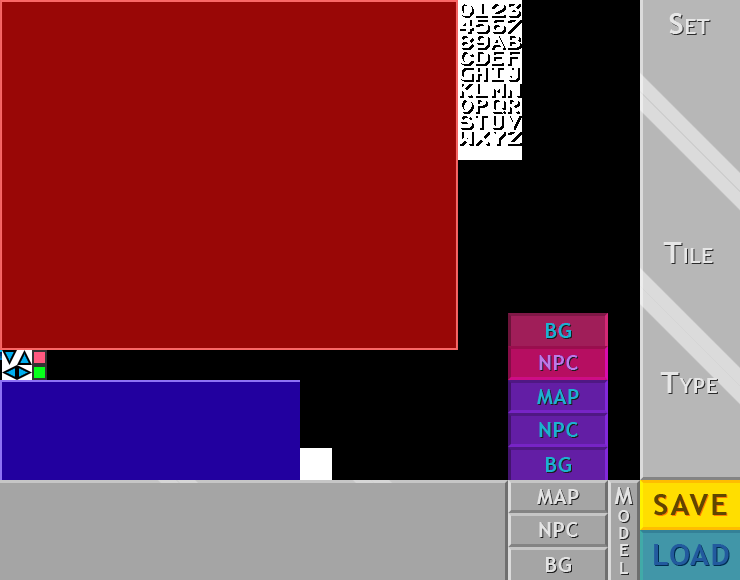 0123
4567
89AB
CDEF
GHIJ
KLMN
OPQR
STUV
WXYZ
SET
TILE
TYPE
BG
NPC
MAP
NPC
BG
MAP
NPC
BG
MODEL
SAVE
LOAD